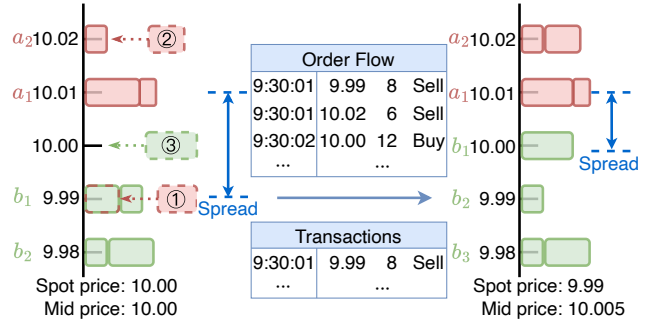 a2 10.02 ②
a1 10.01
10.00 ③
b1 9.99 ①
b2 9.98
Spread
Spot price: 10.00
Mid price: 10.00
Order Flow
9:30:01 9.99 8 Sell
9:30:01 10.02 6 Sell
9:30:02 10.00 12 Buy
... ...
Transactions
9:30:01 9.99 8 Sell
... ...
a2 10.02
a1 10.01
b1 10.00
Spread
b2 9.99
b3 9.98
Spot price: 9.99
Mid price: 10.005